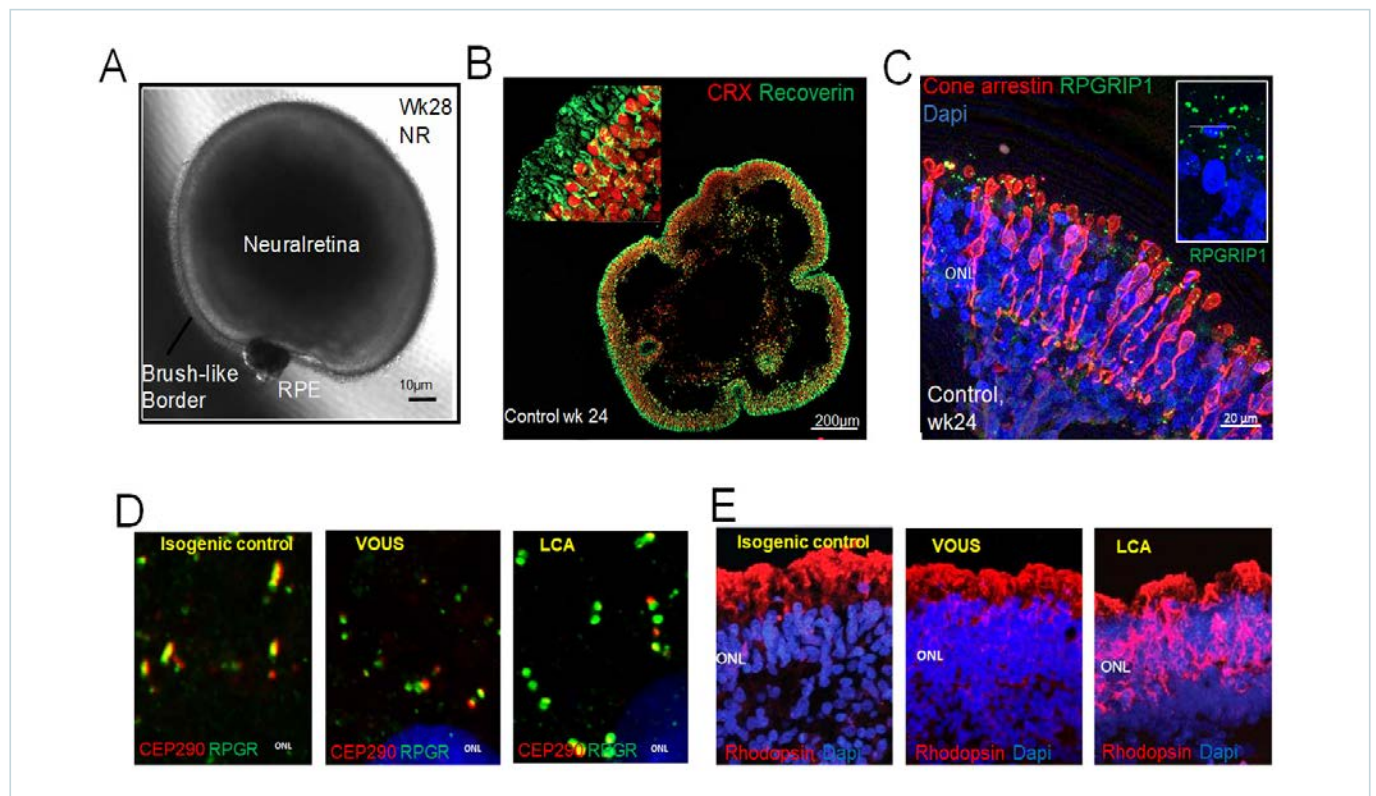 A
Wk28
NR
Neuralretina
Brush-like
Border
RPE
10µm
B
CRX Recoverin
Control wk 24
200µm
C
Cone arrestin RPGRIP1
Dapi
RPGRIP1
ONL
Control,
wk24
20 µm
D
Isogenic control
CEP290 RPGR
ONL
VOUS
CEP290 RPGR
ONL
LCA
CEP290 RPGR
ONL
E
Isogenic control
ONL
Rhodopsin Dapi
VOUS
ONL
Rhodopsin Dapi
LCA
ONL
Rhodopsin Dapi